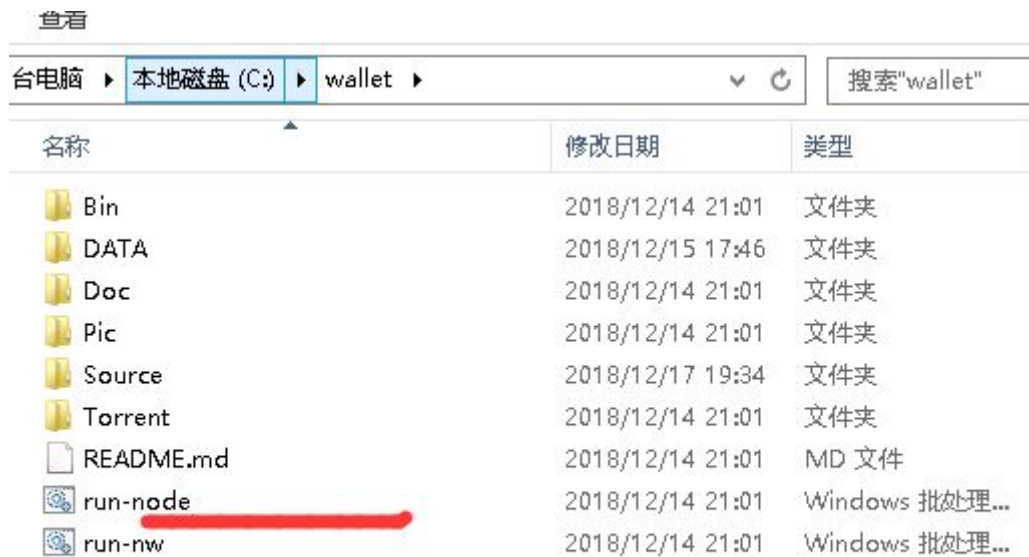 查看
台电脑 本地磁盘 (C:) wallet 搜索"wallet"
名称 修改日期 类型
Bin 2018/12/14 21:01 文件夹
DATA 2018/12/15 17:46 文件夹
Doc 2018/12/14 21:01 文件夹
Pic 2018/12/14 21:01 文件夹
Source 2018/12/17 19:34 文件夹
Torrent 2018/12/14 21:01 文件夹
README.md 2018/12/14 21:01 MD 文件
run-node 2018/12/14 21:01 Windows 批处理...
run-nw 2018/12/14 21:01 Windows 批处理...